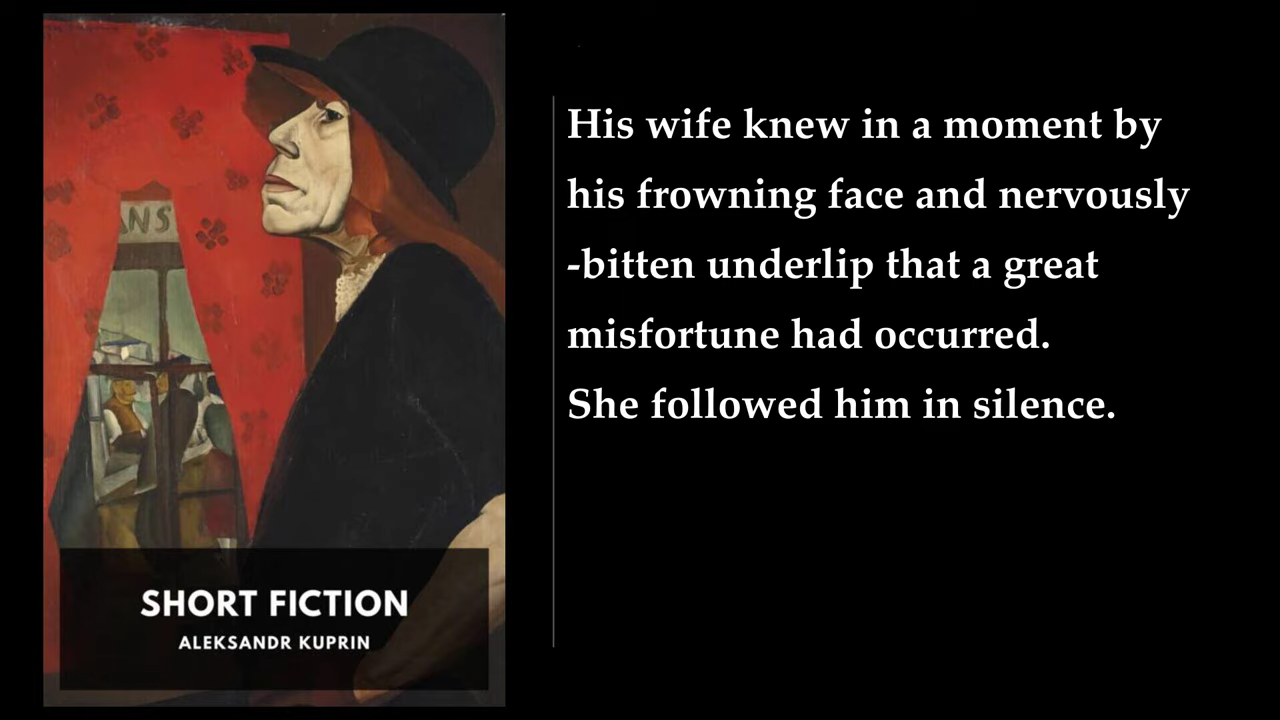 ANS
SHORT FICTION
ALEKSANDR KUPRIN
His wife knew in a moment by
his frowning face and nervously
-bitten underlip that a great
misfortune had occurred.
She followed him in silence.